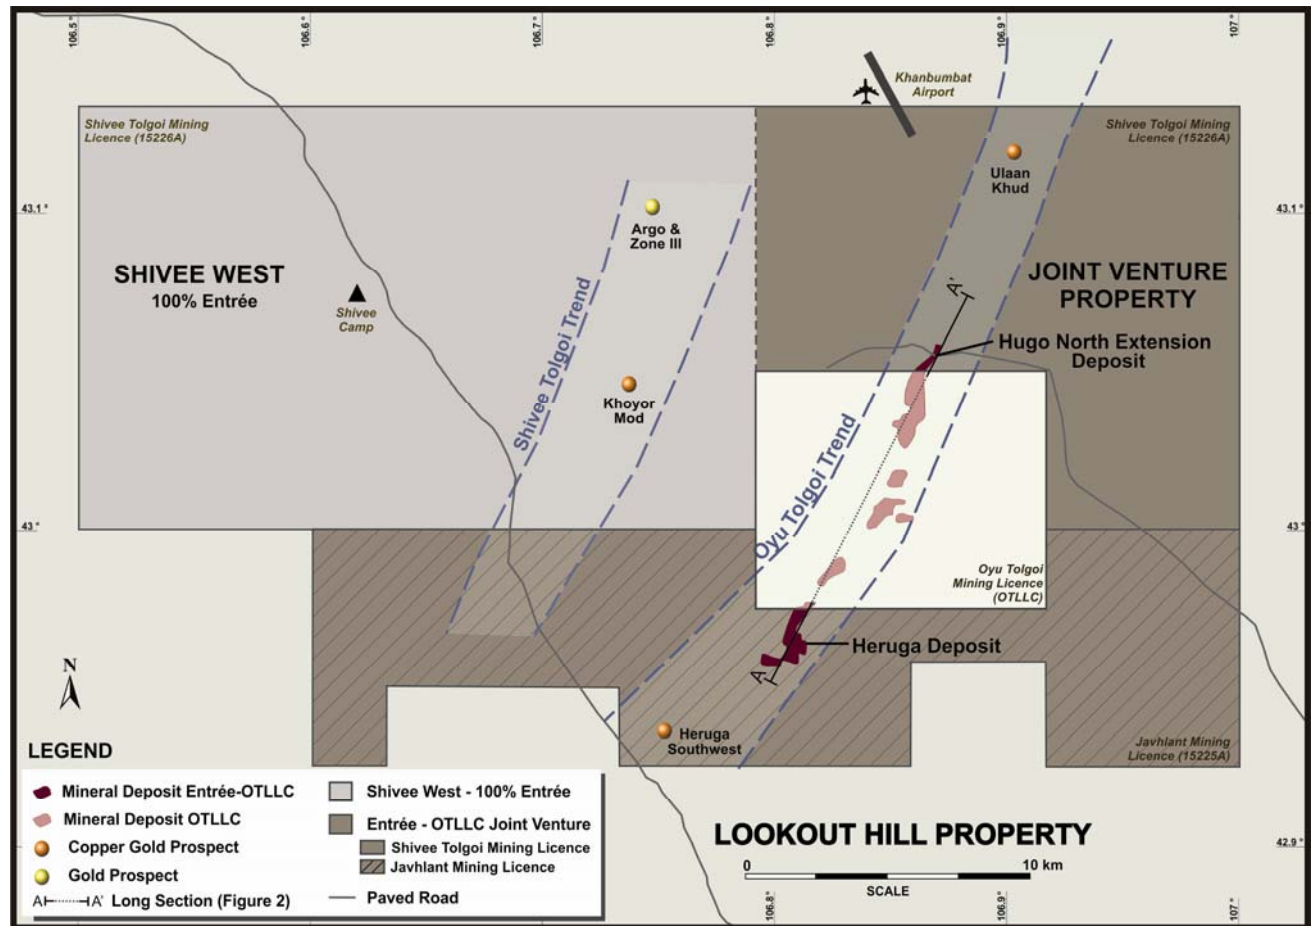 106.5 °
106.6 °
106.7 °
106.8 °
106.9 °
107 °
Khanbumbat
Airport
Shivee Tolgoi Mining
Licence (15226A)
Shivee Tolgoi Mining
Licence (15226A)
Ulaan
Khud
43.1 °
43.1 °
Argo &
Zone III
SHIVEE WEST
100% Entrée
JOINT VENTURE
PROPERTY
A'
Shivee
Camp
Hugo North Extension
Deposit
Shivee Tolgoi Trend
Khoyor
Mod
Oyu Tolgoi Trend
43 °
43 °
Oyu Tolgoi
Mining Licence
(OTLLC)
Heruga Deposit
A
N
Heruga
Southwest
Javhlant Mining
Licence (15225A)
LEGEND
Mineral Deposit Entrée-OTLLC
Mineral Deposit OTLLC
Copper Gold Prospect
Gold Prospect
A A' Long Section (Figure 2)
Shivee West - 100% Entrée
Entrée - OTLLC Joint Venture
Shivee Tolgoi Mining Licence
Javhlant Mining Licence
Paved Road
LOOKOUT HILL PROPERTY
0 10 km
SCALE
42.9 °
106.8 °
106.9 °
107 °